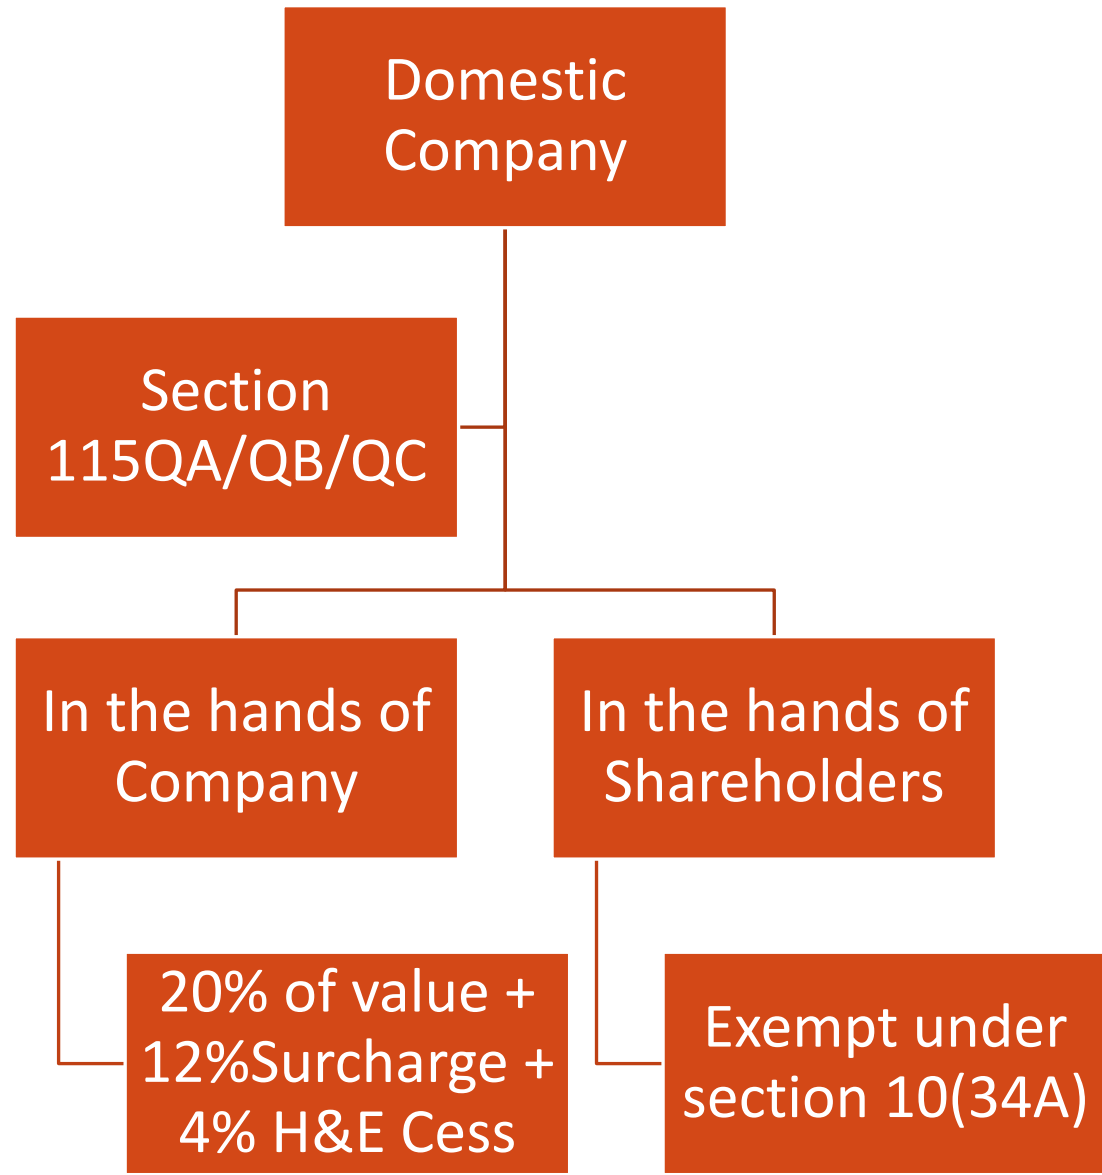 Domestic
Company
Section
115QA/QB/QC
In the hands of
Company
In the hands of
Shareholders
20% of value +
12%Surcharge +
4% H&E Cess
Exempt under
section 10(34A)